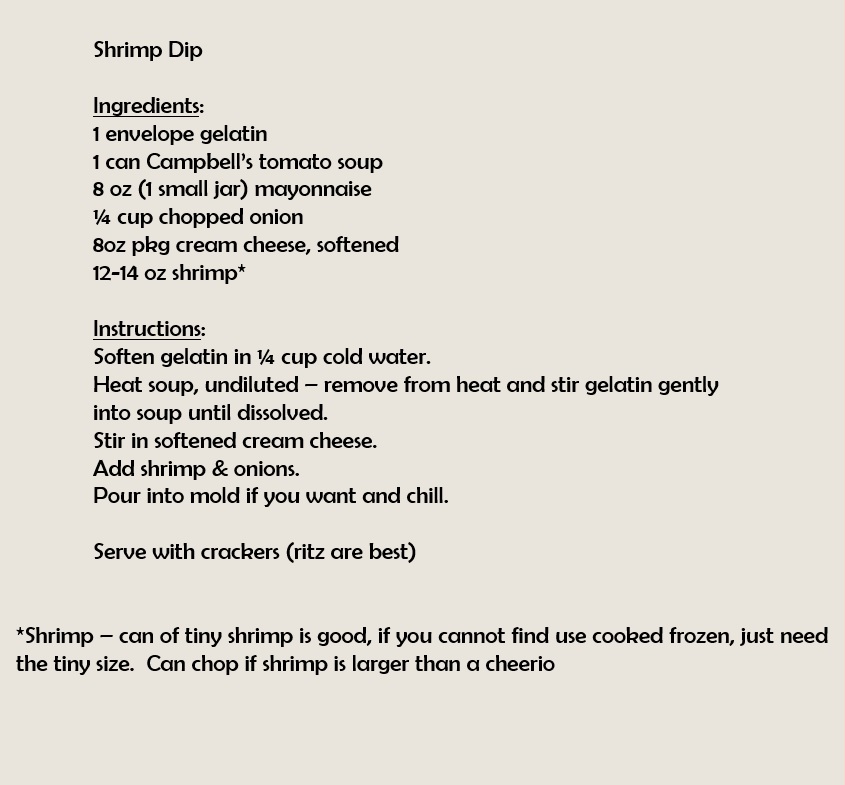 Shrimp Dip
Ingredients:
1 envelope gelatin
1 can Campbell's tomato soup
8 oz (1 small jar) mayonnaise
¼ cup chopped onion
8oz pkg cream cheese, softened
12-14 oz shrimp*
Instructions:
Soften gelatin in ¼ cup cold water.
Heat soup, undiluted – remove from heat and stir gelatin gently
into soup until dissolved.
Stir in softened cream cheese.
Add shrimp & onions.
Pour into mold if you want and chill.
Serve with crackers (ritz are best)
*Shrimp – can of tiny shrimp is good, if you cannot find use cooked frozen, just need
the tiny size.  Can chop if shrimp is larger than a cheerio